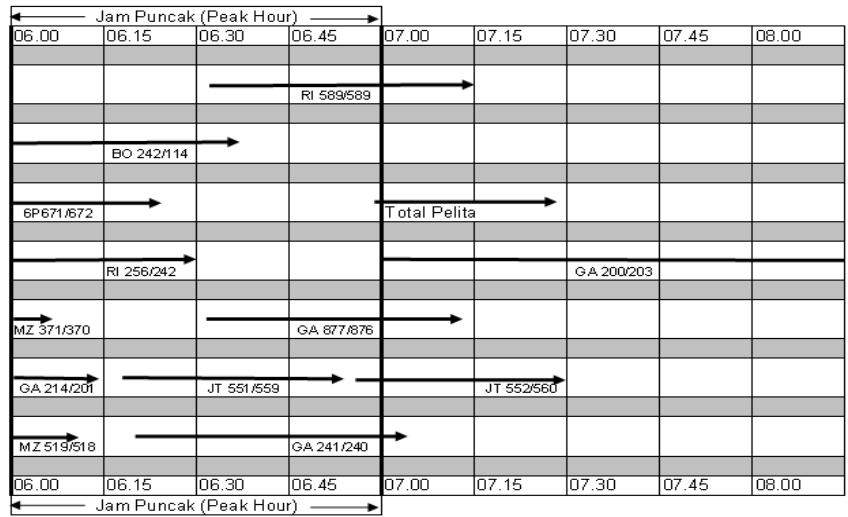 Jam Puncak (Peak Hour)
06.00 06.15 06.30 06.45 07.00 07.15 07.30 07.45 08.00
RI 589/589
BO 242/114
6P671/672 Total Pelita
RI 256/242 GA 200/203
MZ 371/370 GA 877/876
GA 214/201 JT 551/559 JT 552/560
MZ 519/518 GA 241/240
06.00 06.15 06.30 06.45 07.00 07.15 07.30 07.45 08.00
Jam Puncak (Peak Hour)